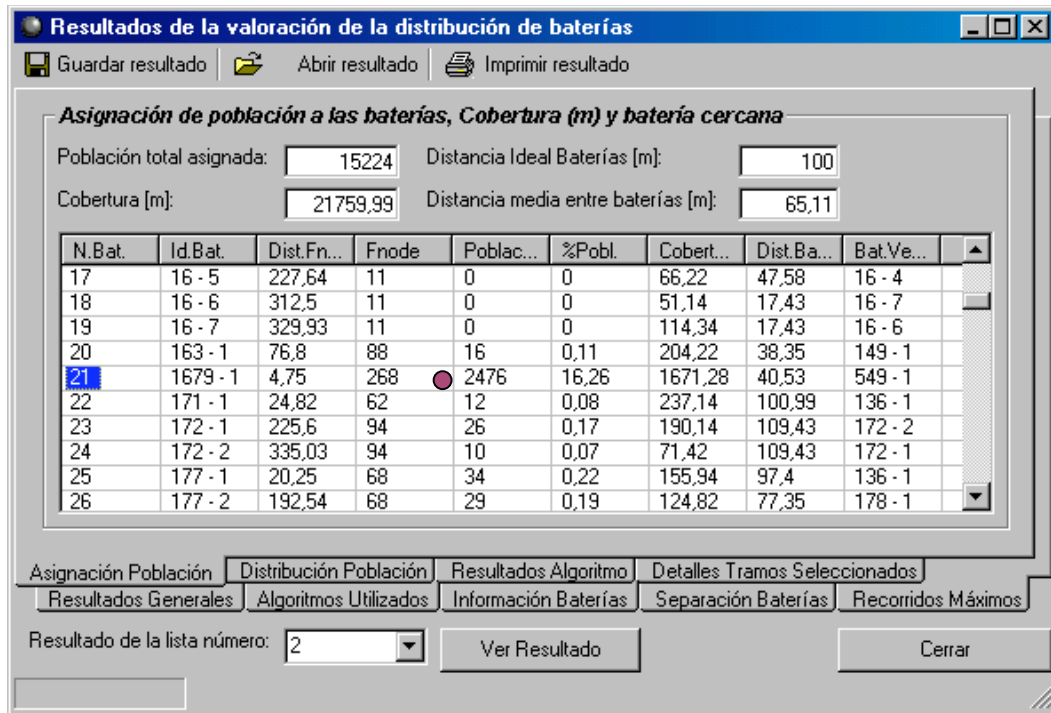 Resultados de la valoración de la distribución de baterías
Guardar resultado Abrir resultado Imprimir resultado
Asignación de población a las baterías, Cobertura (m) y batería cercana
Población total asignada: 15224 Distancia Ideal Baterías [m]: 100
Cobertura [m]: 21759,99 Distancia media entre baterías [m]: 65,11
N.Bat. Id.Bat. Dist.Fn... Fnode Poblac... %Pobl. Cobert... Dist.Ba... Bat.Ve...
17 16 - 5 227,64 11 0 0 66,22 47,58 16 - 4
18 16 - 6 312,5 11 0 0 51,14 17,43 16 - 7
19 16 - 7 329,93 11 0 0 114,34 17,43 16 - 6
20 163 - 1 76,8 88 16 0,11 204,22 38,35 149 - 1
21 1679 - 1 4,75 268 2476 16,26 1671,28 40,53 549 - 1
22 171 - 1 24,82 62 12 0,08 237,14 100,99 136 - 1
23 172 - 1 225,6 94 26 0,17 190,14 109,43 172 - 2
24 172 - 2 335,03 94 10 0,07 71,42 109,43 172 - 1
25 177 - 1 20,25 68 34 0,22 155,94 97,4 136 - 1
26 177 - 2 192,54 68 29 0,19 124,82 77,35 178 - 1
Asignación Población Distribución Población Resultados Algoritmo Detalles Tramos Seleccionados
Resultados Generales Algoritmos Utilizados Información Baterías Separación Baterías Recorridos Máximos
Resultado de la lista número: 2 Ver Resultado Cerrar